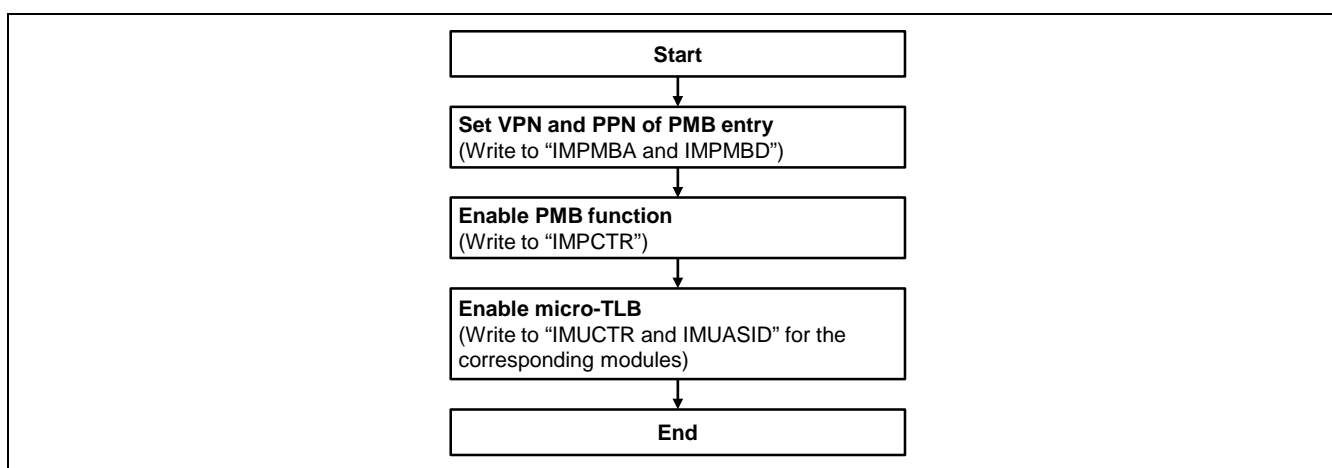 Start
Set VPN and PPN of PMB entry
(Write to “IMPMBA and IMPMBD”)
Enable PMB function
(Write to “IMPCTR”)
Enable micro-TLB
(Write to “IMUCTR and IMUASID” for the
corresponding modules)
End